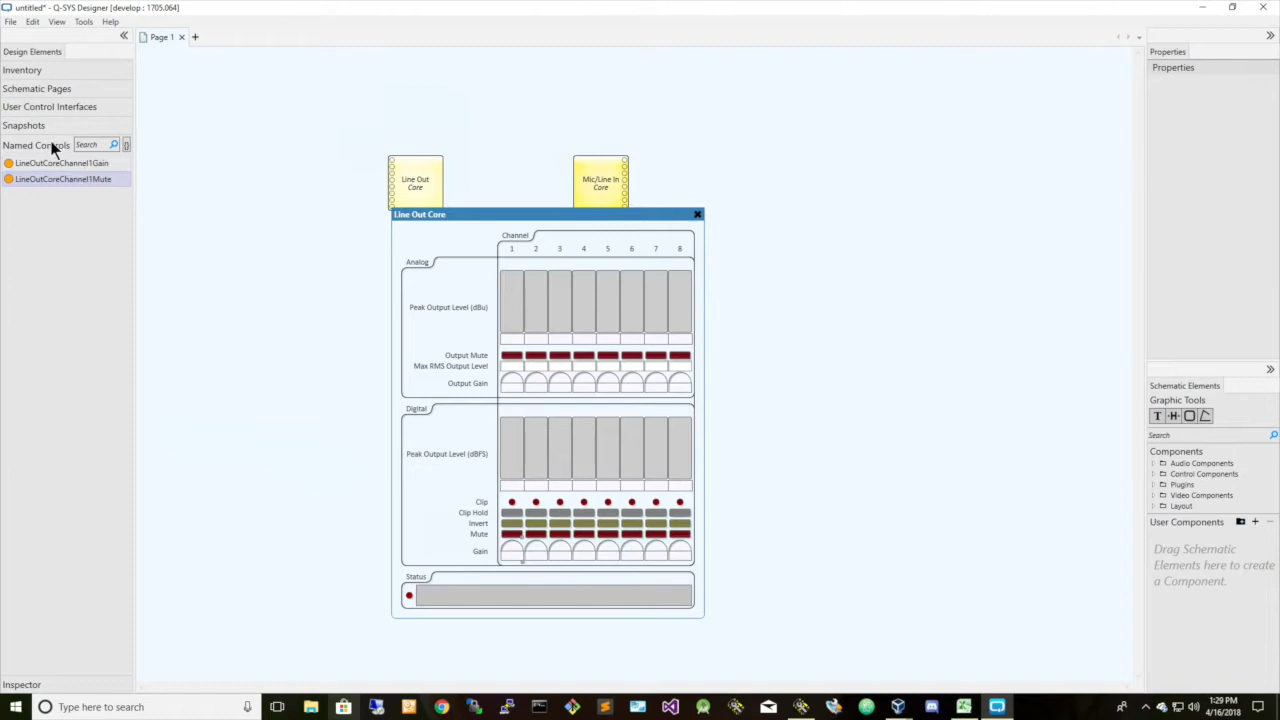 untitled* - Q-SYS Designer [develop : 1705.064]
File Edit View Tools Help
Page 1
Design Elements
Inventory
Schematic Pages
User Control Interfaces
Snapshots
Named Controls Search {}
LineOutCoreChannel1Gain
LineOutCoreChannel1Mute
Inspector
Line Out
Core
Mic/Line In
Core
Line Out Core
Channel
1 2 3 4 5 6 7 8
Analog
Peak Output Level (dBu)
Output Mute
Max RMS Output Level
Output Gain
Digital
Peak Output Level (dBFS)
Clip
Clip Hold
Invert
Mute
Gain
Status
Properties
Properties
Schematic Elements
Graphic Tools
T H
Search
Components
Audio Components
Control Components
Plugins
Video Components
Layout
User Components
Drag Schematic
Elements here to create
a Component.
Type here to search
1:29 PM
4/16/2018